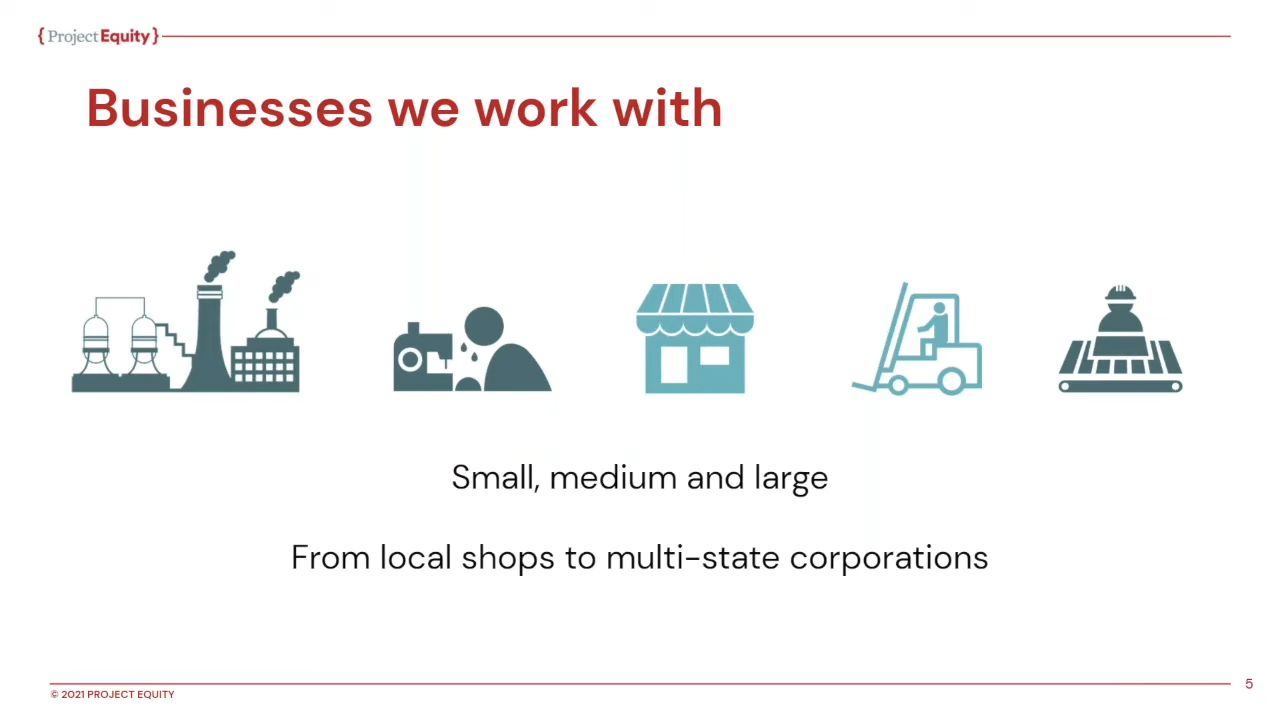 { Project Equity }
Businesses we work with
Small, medium and large
From local shops to multi-state corporations
© 2021 PROJECT EQUITY
5